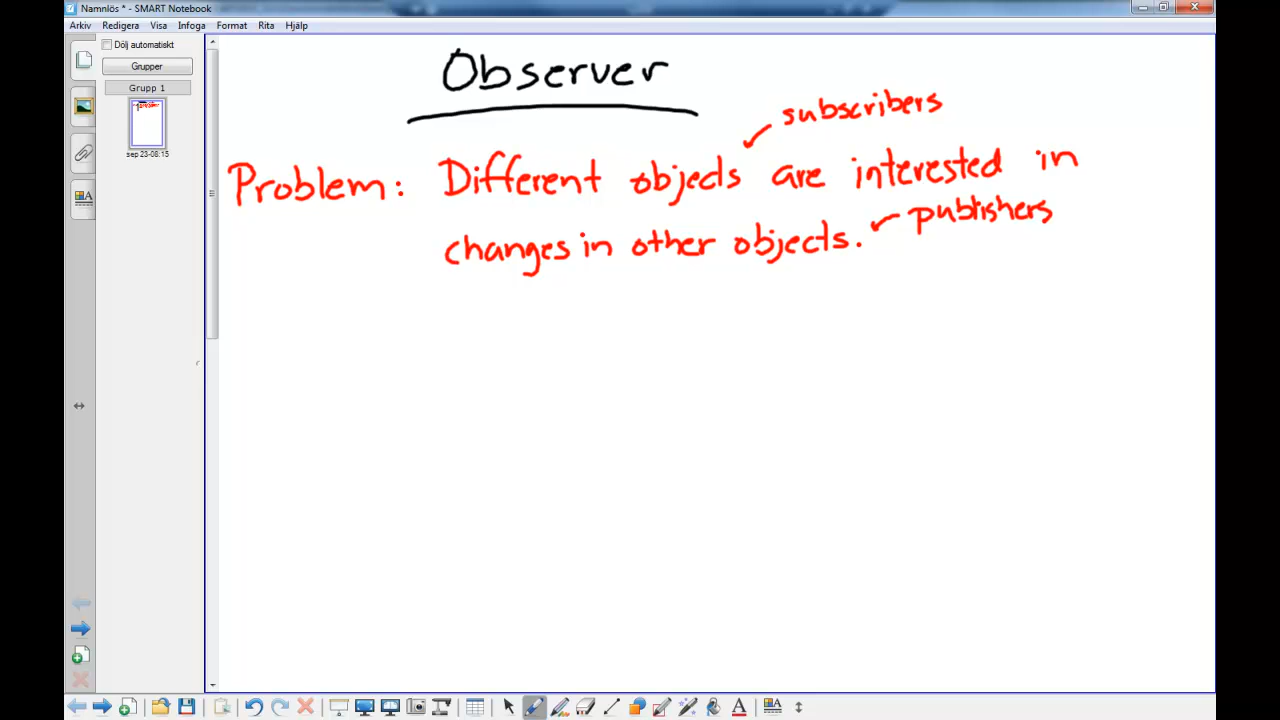 Namnlös * - SMART Notebook
Arkiv Redigera Visa Infoga Format Rita Hjälp
Dölj automatiskt
Grupper
Grupp 1
sep 23-08:15
Observer
subscribers
Problem: Different objects are interested in
publishers
changes in other objects.